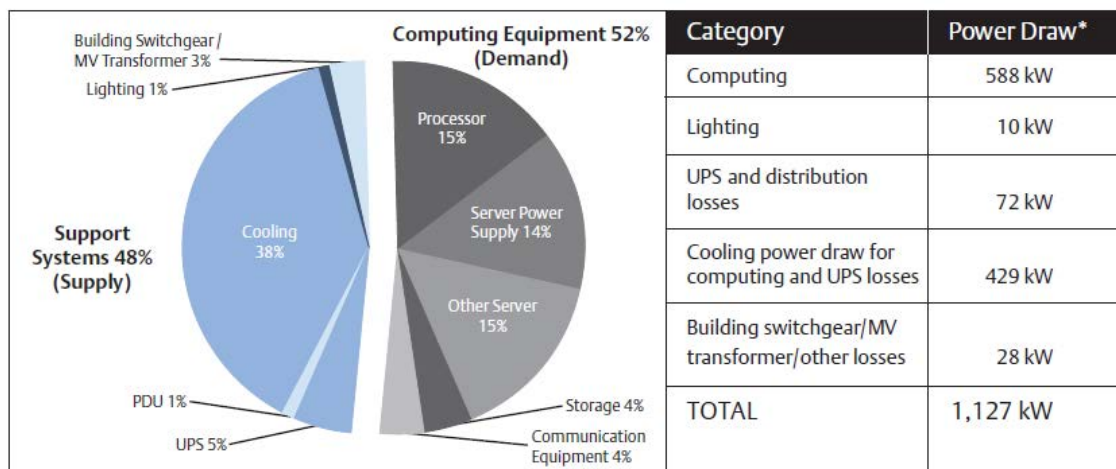 Building Switchgear /
MV Transformer 3%
Lighting 1%
Computing Equipment 52%
(Demand)
Processor
15%
Server Power
Supply 14%
Other Server
15%
Storage 4%
Communication
Equipment 4%
Support
Systems 48%
(Supply)
Cooling
38%
PDU 1%
UPS 5%
Category Power Draw*
Computing 588 kW
Lighting 10 kW
UPS and distribution
losses 72 kW
Cooling power draw for
computing and UPS losses 429 kW
Building switchgear/MV
transformer/other losses 28 kW
TOTAL 1,127 kW